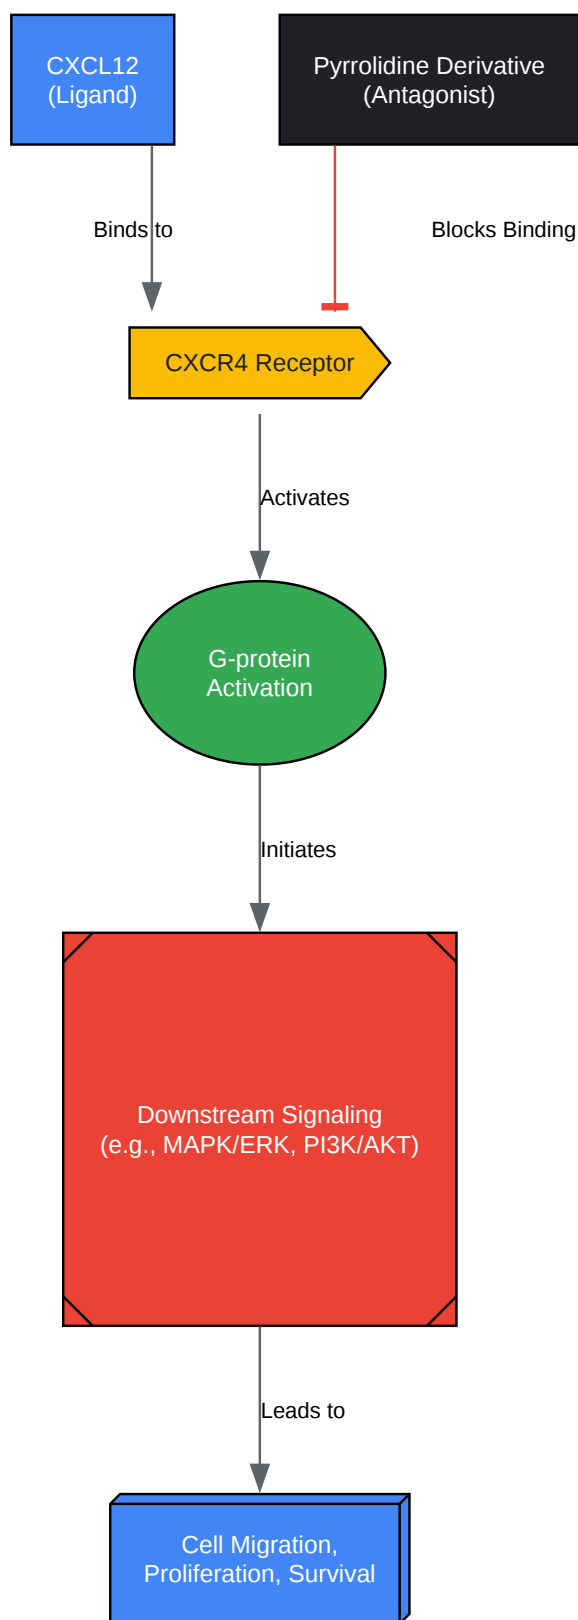 CXCL12
(Ligand)
Pyrrolidine Derivative
(Antagonist)
Binds to
Blocks Binding
CXCR4 Receptor
Activates
G-protein
Activation
Initiates
Downstream Signaling
(e.g., MAPK/ERK, PI3K/AKT)
Leads to
Cell Migration,
Proliferation, Survival